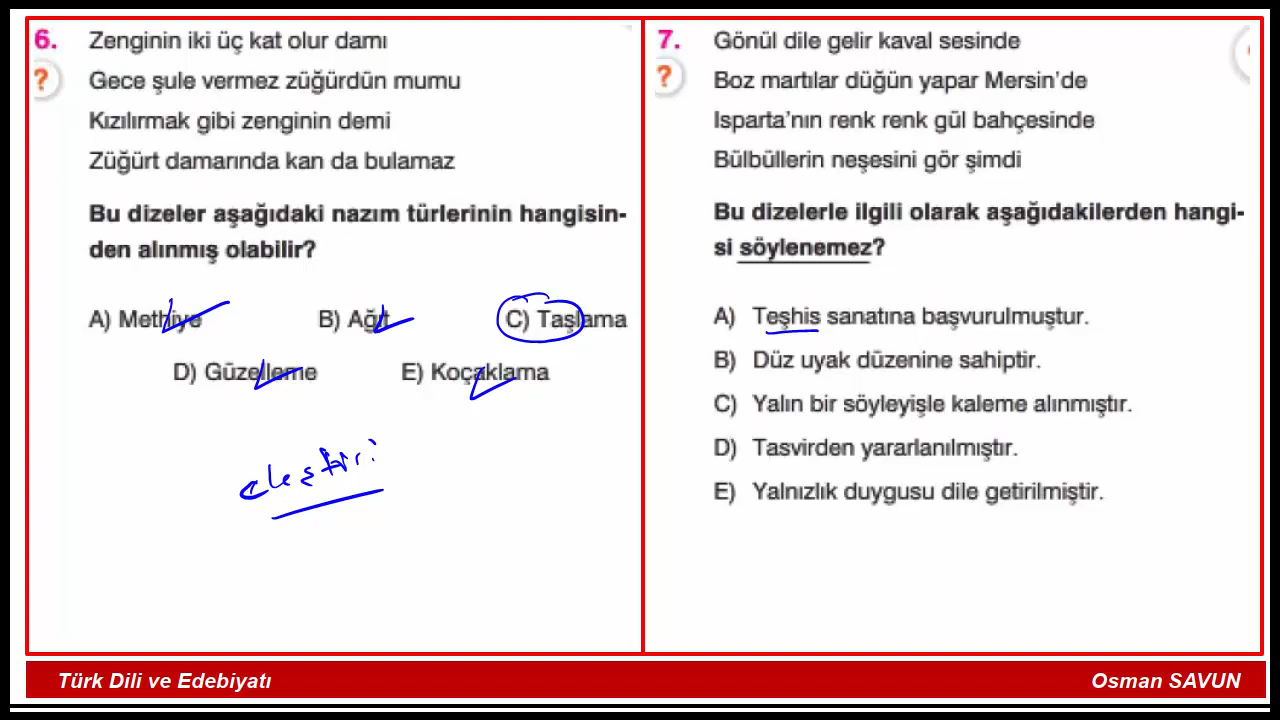 6. Zenginin iki üç kat olur damı
? Gece şule vermez züğürdün mumu
Kızılırmak gibi zenginin demi
Züğürt damarında kan da bulamaz
Bu dizeler aşağıdaki nazım türlerinin hangisin-
den alınmış olabilir?
A) Methiye B) Ağıt C) Taşlama
D) Güzelleme E) Koçaklama
eleştiri
7. Gönül dile gelir kaval sesinde
? Boz martılar düğün yapar Mersin'de
Isparta'nın renk renk gül bahçesinde
Bülbüllerin neşesini gör şimdi
Bu dizelerle ilgili olarak aşağıdakilerden hangi-
si söylenemez?
A) Teşhis sanatına başvurulmuştur.
B) Düz uyak düzenine sahiptir.
C) Yalın bir söyleyişle kaleme alınmıştır.
D) Tasvirden yararlanılmıştır.
E) Yalnızlık duygusu dile getirilmiştir.
Türk Dili ve Edebiyatı
Osman SAVUN